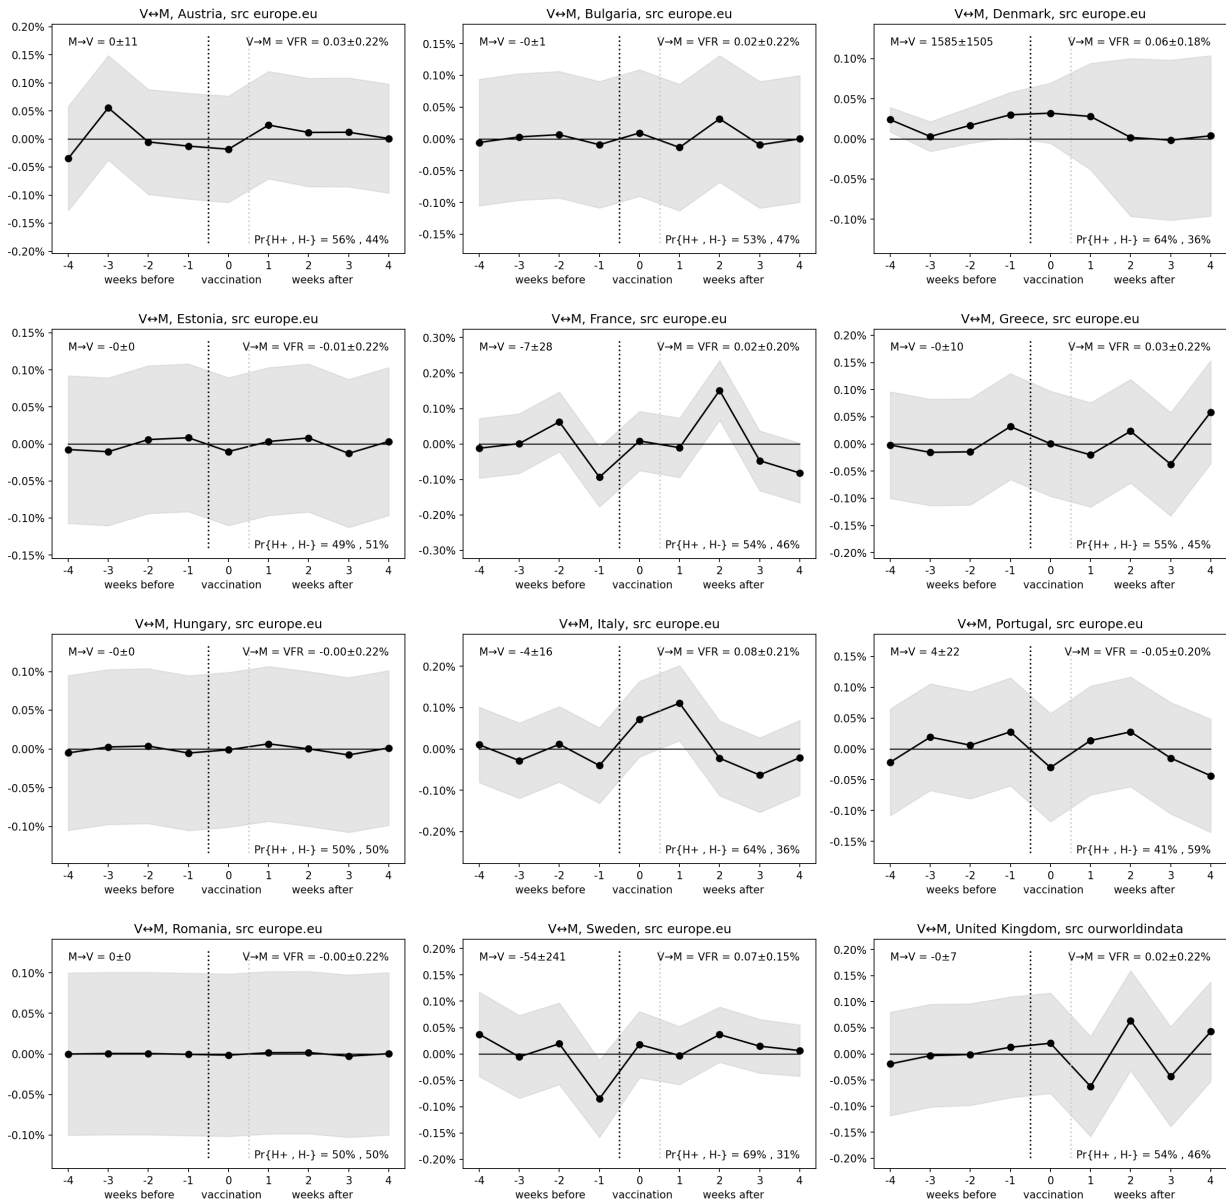 V↔M, Austria, src europe.eu
M→V = 0±11
V→M = VFR = 0.03±0.22%
0.20%
0.15%
0.10%
0.05%
0.00%
-0.05%
-0.10%
-0.15%
-0.20%
Pr{H+ , H-} = 56% , 44%
-4 -3 -2 -1 0 1 2 3 4
weeks before vaccination weeks after
V↔M, Bulgaria, src europe.eu
M→V = -0±1
V→M = VFR = 0.02±0.22%
0.15%
0.10%
0.05%
0.00%
-0.05%
-0.10%
-0.15%
Pr{H+ , H-} = 53% , 47%
-4 -3 -2 -1 0 1 2 3 4
weeks before vaccination weeks after
V↔M, Denmark, src europe.eu
M→V = 1585±1505
V→M = VFR = 0.06±0.18%
0.10%
0.05%
0.00%
-0.05%
-0.10%
Pr{H+ , H-} = 64% , 36%
-4 -3 -2 -1 0 1 2 3 4
weeks before vaccination weeks after
V↔M, Estonia, src europe.eu
M→V = -0±0
V→M = VFR = -0.01±0.22%
0.15%
0.10%
0.05%
0.00%
-0.05%
-0.10%
-0.15%
Pr{H+ , H-} = 49% , 51%
-4 -3 -2 -1 0 1 2 3 4
weeks before vaccination weeks after
V↔M, France, src europe.eu
M→V = -7±28
V→M = VFR = 0.02±0.20%
0.30%
0.20%
0.10%
0.00%
-0.10%
-0.20%
-0.30%
Pr{H+ , H-} = 54% , 46%
-4 -3 -2 -1 0 1 2 3 4
weeks before vaccination weeks after
V↔M, Greece, src europe.eu
M→V = -0±10
V→M = VFR = 0.03±0.22%
0.20%
0.15%
0.10%
0.05%
0.00%
-0.05%
-0.10%
-0.15%
-0.20%
Pr{H+ , H-} = 55% , 45%
-4 -3 -2 -1 0 1 2 3 4
weeks before vaccination weeks after
V↔M, Hungary, src europe.eu
M→V = -0±0
V→M = VFR = -0.00±0.22%
0.10%
0.05%
0.00%
-0.05%
-0.10%
Pr{H+ , H-} = 50% , 50%
-4 -3 -2 -1 0 1 2 3 4
weeks before vaccination weeks after
V↔M, Italy, src europe.eu
M→V = -4±16
V→M = VFR = 0.08±0.21%
0.20%
0.10%
0.00%
-0.10%
-0.20%
Pr{H+ , H-} = 64% , 36%
-4 -3 -2 -1 0 1 2 3 4
weeks before vaccination weeks after
V↔M, Portugal, src europe.eu
M→V = 4±22
V→M = VFR = -0.05±0.20%
0.15%
0.10%
0.05%
0.00%
-0.05%
-0.10%
-0.15%
Pr{H+ , H-} = 41% , 59%
-4 -3 -2 -1 0 1 2 3 4
weeks before vaccination weeks after
V↔M, Romania, src europe.eu
M→V = 0±0
V→M = VFR = -0.00±0.22%
0.10%
0.05%
0.00%
-0.05%
-0.10%
Pr{H+ , H-} = 50% , 50%
-4 -3 -2 -1 0 1 2 3 4
weeks before vaccination weeks after
V↔M, Sweden, src europe.eu
M→V = -54±241
V→M = VFR = 0.07±0.15%
0.20%
0.15%
0.10%
0.05%
0.00%
-0.05%
-0.10%
-0.15%
-0.20%
Pr{H+ , H-} = 69% , 31%
-4 -3 -2 -1 0 1 2 3 4
weeks before vaccination weeks after
V↔M, United Kingdom, src ourworldindata
M→V = -0±7
V→M = VFR = 0.02±0.22%
0.20%
0.15%
0.10%
0.05%
0.00%
-0.05%
-0.10%
-0.15%
-0.20%
Pr{H+ , H-} = 54% , 46%
-4 -3 -2 -1 0 1 2 3 4
weeks before vaccination weeks after